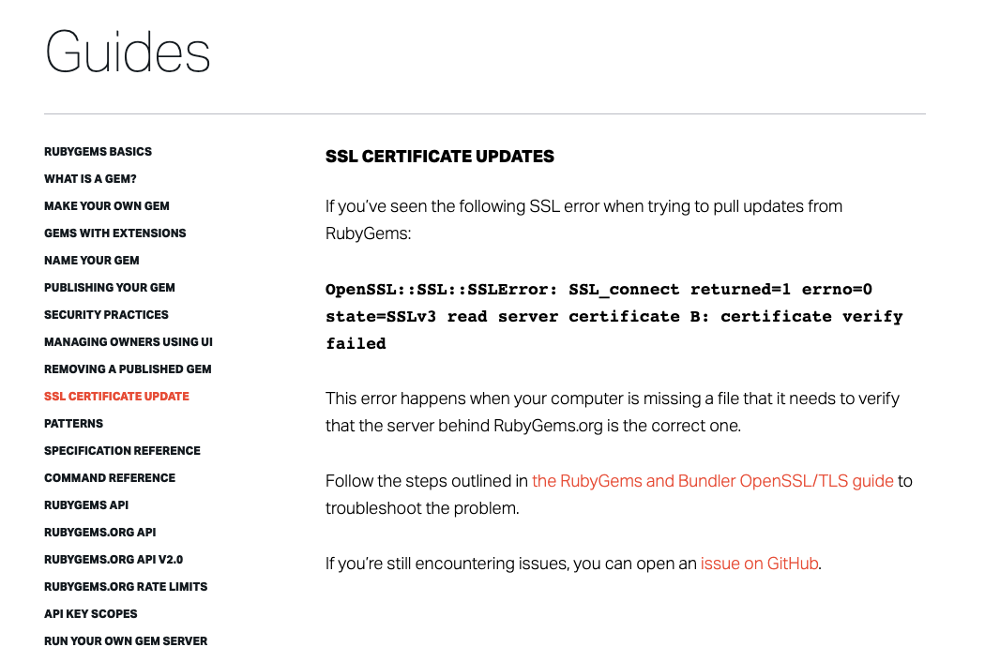 Guides
RUBYGEMS BASICS
WHAT IS A GEM?
MAKE YOUR OWN GEM
GEMS WITH EXTENSIONS
NAME YOUR GEM
PUBLISHING YOUR GEM
SECURITY PRACTICES
MANAGING OWNERS USING UI
REMOVING A PUBLISHED GEM
SSL CERTIFICATE UPDATE
PATTERNS
SPECIFICATION REFERENCE
COMMAND REFERENCE
RUBYGEMS API
RUBYGEMS.ORG API
RUBYGEMS.ORG API V2.0
RUBYGEMS.ORG RATE LIMITS
API KEY SCOPES
RUN YOUR OWN GEM SERVER
SSL CERTIFICATE UPDATES
If you’ve seen the following SSL error when trying to pull updates from
RubyGems:
OpenSSL::SSL::SSLError: SSL_connect returned=1 errno=0
state=SSLv3 read server certificate B: certificate verify
failed
This error happens when your computer is missing a file that it needs to verify
that the server behind RubyGems.org is the correct one.
Follow the steps outlined in the RubyGems and Bundler OpenSSL/TLS guide to
troubleshoot the problem.
If you’re still encountering issues, you can open an issue on GitHub.